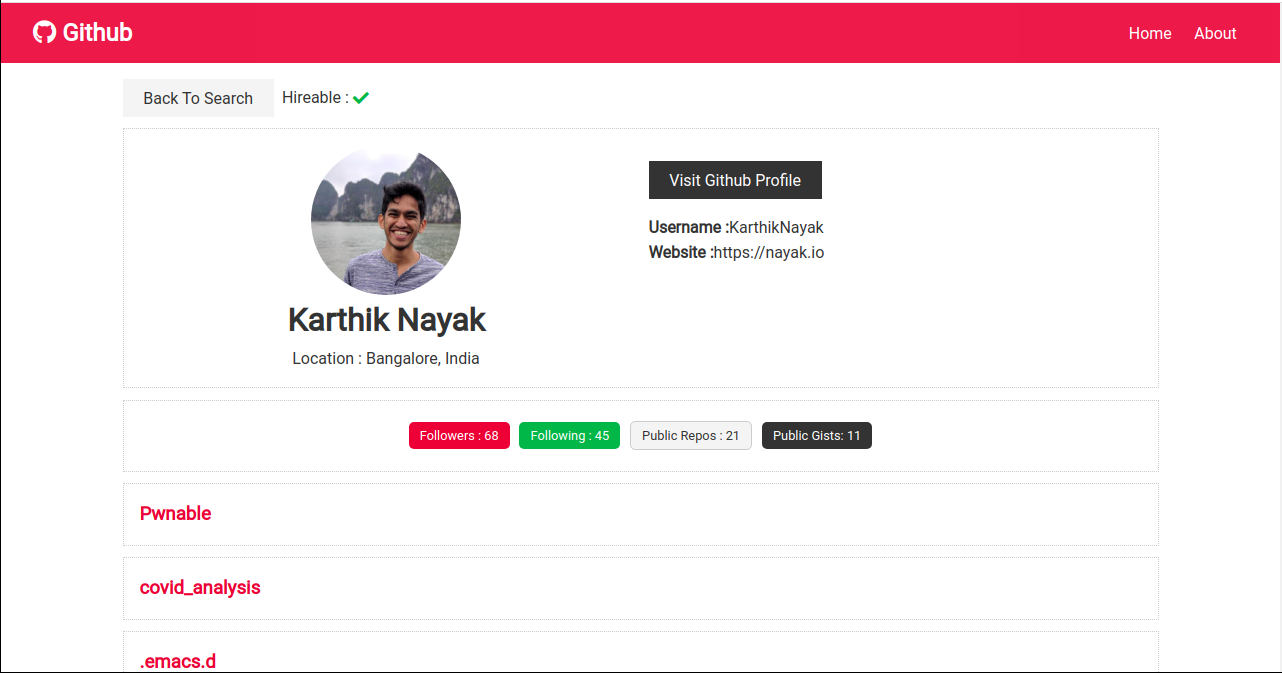 Github
Home
About
Back To Search
Hireable :
Visit Github Profile
Username :KarthikNayak
Website :https://nayak.io
Karthik Nayak
Location : Bangalore, India
Followers : 68
Following : 45
Public Repos : 21
Public Gists: 11
Pwnable
covid_analysis
.emacs.d